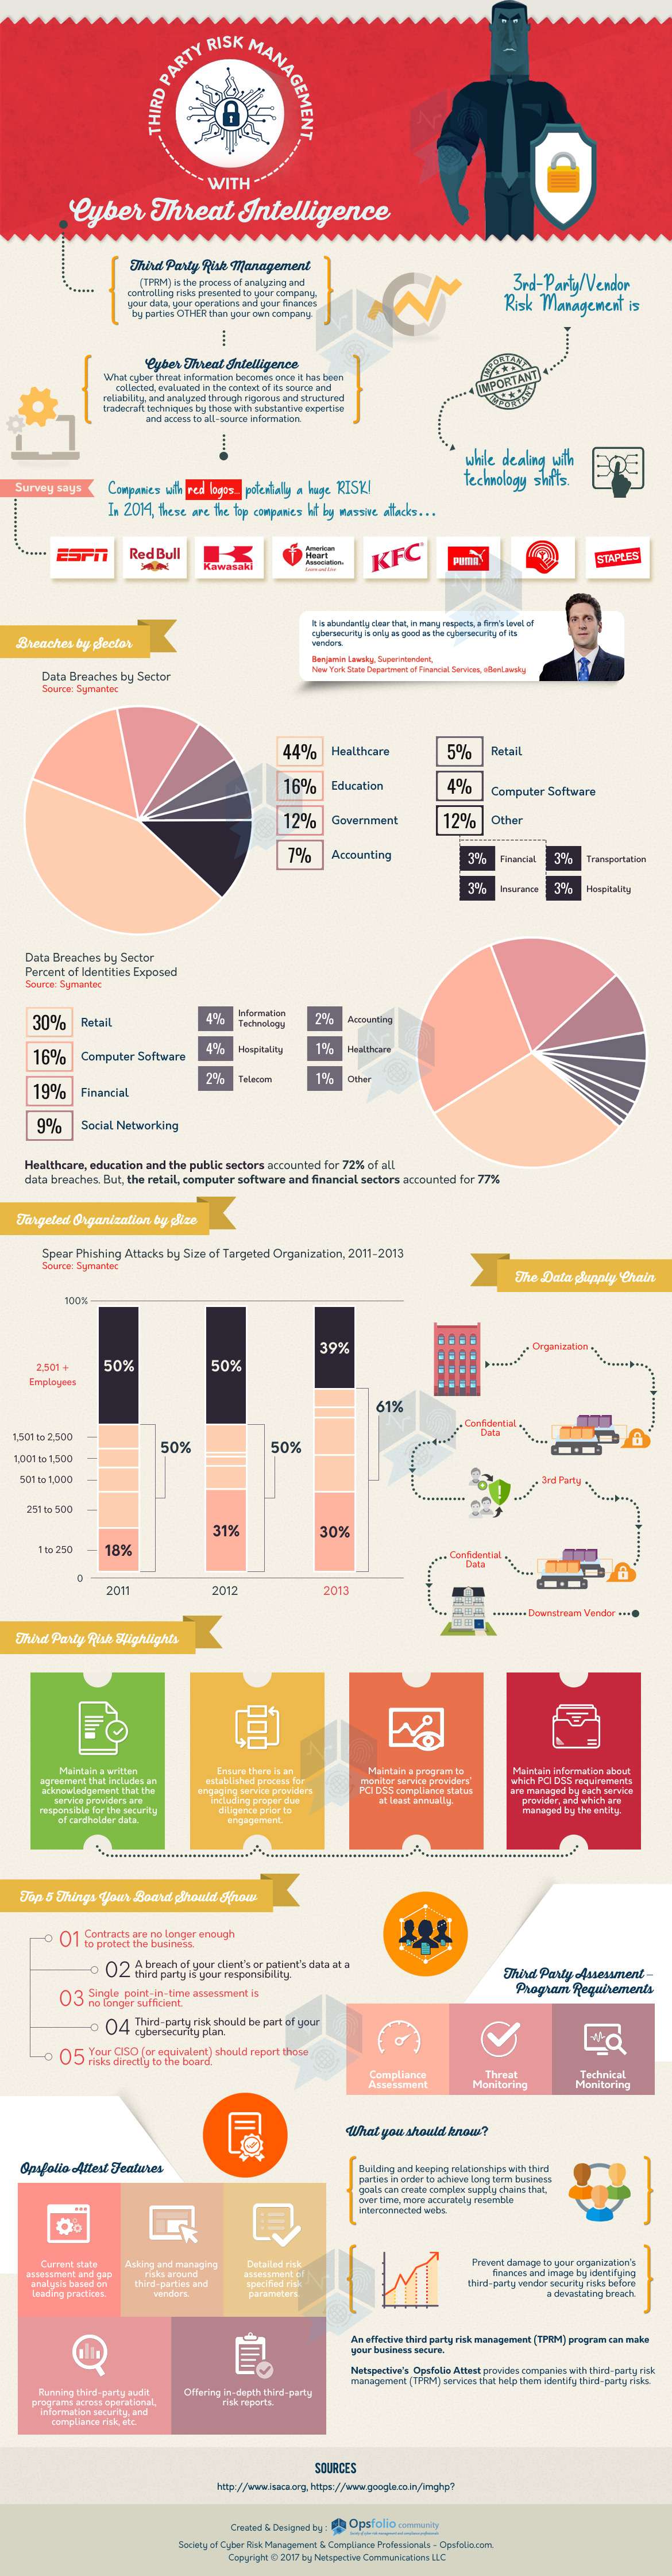 THIRD PARTY RISK MANAGEMENT
WITH
Cyber Threat Intelligence
Third Party Risk Management
(TPRM) is the process of analyzing and
controlling risks presented to your company,
your data, your operations and your finances
by parties OTHER than your own company.
Cyber Threat Intelligence
What cyber threat information becomes once it has been
collected, evaluated in the context of its source and
reliability, and analyzed through rigorous and structured
tradecraft techniques by those with substantive expertise
and access to all-source information.
3rd-Party/Vendor
Risk Management is
IMPORTANT
IMPORTANT
IMPORTANT
while dealing with
technology shifts.
Survey says
Companies with red logos... potentially a huge RISK!
In 2014, these are the top companies hit by massive attacks...
ESPN
Red Bull
Kawasaki
American
Heart
Association®
Learn and Live
KFC
PUMA
STAPLES
Breaches by Sector
It is abundantly clear that, in many respects, a firm's level of
cybersecurity is only as good as the cybersecurity of its
vendors.
Benjamin Lawsky, Superintendent,
New York State Department of Financial Services, @BenLawsky
Data Breaches by Sector
Source: Symantec
44% Healthcare
16% Education
12% Government
7% Accounting
5% Retail
4% Computer Software
12% Other
3% Financial
3% Transportation
3% Insurance
3% Hospitality
Data Breaches by Sector
Percent of Identities Exposed
Source: Symantec
30% Retail
16% Computer Software
19% Financial
9% Social Networking
4% Information
Technology
4% Hospitality
2% Telecom
2% Accounting
1% Healthcare
1% Other
Healthcare, education and the public sectors accounted for 72% of all
data breaches. But, the retail, computer software and financial sectors accounted for 77%
Targeted Organization by Size
Spear Phishing Attacks by Size of Targeted Organization, 2011-2013
Source: Symantec
100%
2,501 +
Employees
1,501 to 2,500
1,001 to 1,500
501 to 1,000
251 to 500
1 to 250
0
50%
50%
18%
2011
50%
50%
31%
2012
39%
61%
30%
2013
The Data Supply Chain
Organization
Confidential
Data
3rd Party
Confidential
Data
Downstream Vendor
Third Party Risk Highlights
Maintain a written
agreement that includes an
acknowledgement that the
service providers are
responsible for the security
of cardholder data.
Ensure there is an
established process for
engaging service providers
including proper due
diligence prior to
engagement.
Maintain a program to
monitor service providers'
PCI DSS compliance status
at least annually.
Maintain information about
which PCI DSS requirements
are managed by each service
provider, and which are
managed by the entity.
Top 5 Things Your Board Should Know
01 Contracts are no longer enough
to protect the business.
02 A breach of your client's or patient's data at a
third party is your responsibility.
03 Single point-in-time assessment is
no longer sufficient.
04 Third-party risk should be part of your
cybersecurity plan.
05 Your CISO (or equivalent) should report those
risks directly to the board.
Third Party Assessment –
Program Requirements
Compliance
Assessment
Threat
Monitoring
Technical
Monitoring
Opsfolio Attest Features
Current state
assessment and gap
analysis based on
leading practices.
Asking and managing
risks around
third-parties and
vendors.
Detailed risk
assessment of
specified risk
parameters.
Running third-party audit
programs across operational,
information security, and
compliance risk, etc.
Offering in-depth third-party
risk reports.
What you should know?
Building and keeping relationships with third
parties in order to achieve long term business
goals can create complex supply chains that,
over time, more accurately resemble
interconnected webs.
Prevent damage to your organization's
finances and image by identifying
third-party vendor security risks before
a devastating breach.
An effective third party risk management (TPRM) program can make
your business secure.
Netspective's Opsfolio Attest provides companies with third-party risk
management (TPRM) services that help them identify third-party risks.
SOURCES
http://www.isaca.org, https://www.google.co.in/imghp?
Created & Designed by : Opsfolio community
Society of Cyber Risk Management & Compliance Professionals - Opsfolio.com.
Copyright © 2017 by Netspective Communications LLC